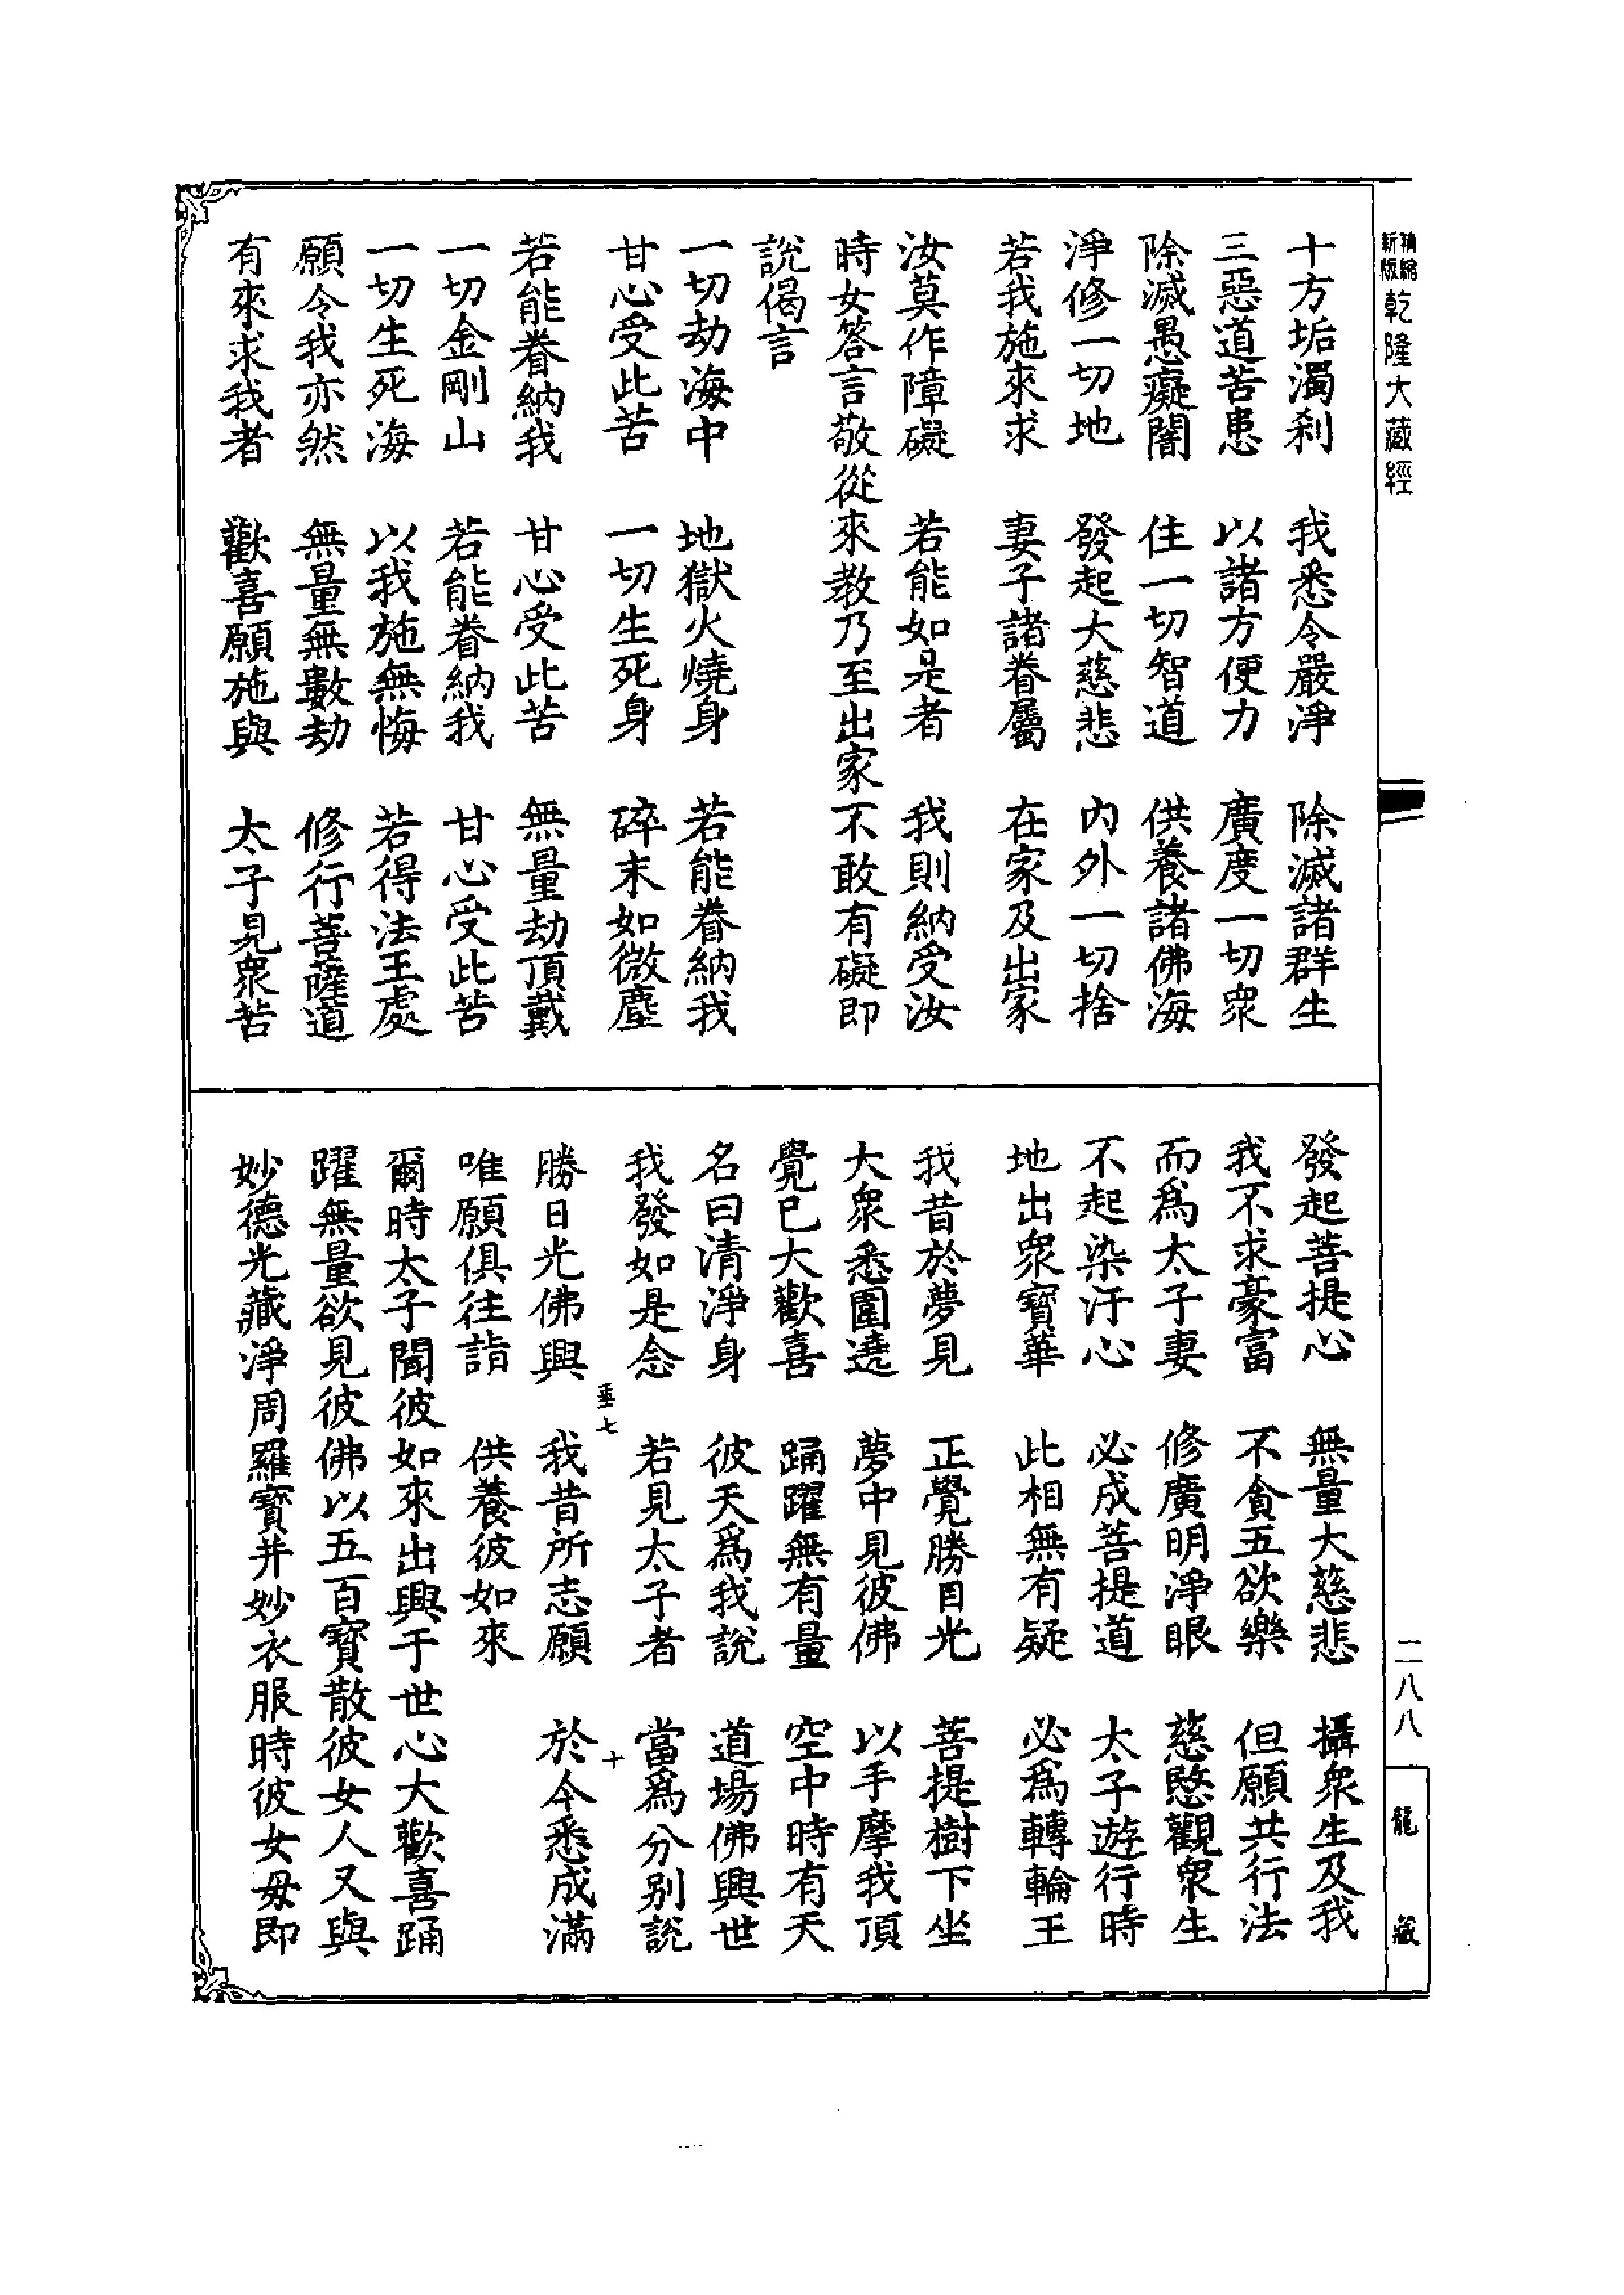 精縮新版乾隆大藏經
十方垢濁刹　我悉令嚴淨　除滅諸群生
三惡道苦患　以諸方便力　廣度一切衆
除滅愚癡闇　住一切智道　供養諸佛海
淨修一切地　發起大慈悲　内外一切捨
若我施來求　妻子諸眷屬　在家及出家
汝莫作障礙　若能如是者　我則納受汝
時女答言敬從來教乃至出家不敢有礙即
說偈言
一切劫海中　地獄火燒身　若能眷納我
甘心受此苦　一切生死身　碎末如微塵
若能眷納我　甘心受此苦　無量劫頂戴
一切金剛山　若能眷納我　甘心受此苦
一切生死海　以我施無悔　若得法王處
願令我亦然　無量無數劫　修行菩薩道
有來求我者　歡喜願施與　太子見衆苦
發起菩提心　無量大慈悲　攝衆生及我
我不求豪富　不貪五欲樂　但願共行法
而爲太子妻　修廣明淨眼　慈愍觀衆生
不起染汙心　必成菩提道　太子遊行時
地出衆寶華　此相無有疑　必爲轉輪王
我昔於夢見　正覺勝日光　菩提樹下坐
大衆悉圍遶　夢中見彼佛　以手摩我頂
覺已大歡喜　踊躍無有量　空中時有天
名曰清淨身　彼天爲我說　道場佛興世
我發如是念　若見太子者　當爲分別說
垂七　十
勝日光佛興　我昔所志願　於今悉成滿
唯願俱往詣　供養彼如來
爾時太子聞彼如來出興于世心大歡喜踊
躍無量欲見彼佛以五百寶散彼女人又與
妙德光藏淨周羅寶并妙衣服時彼女母即
二八八
龍藏